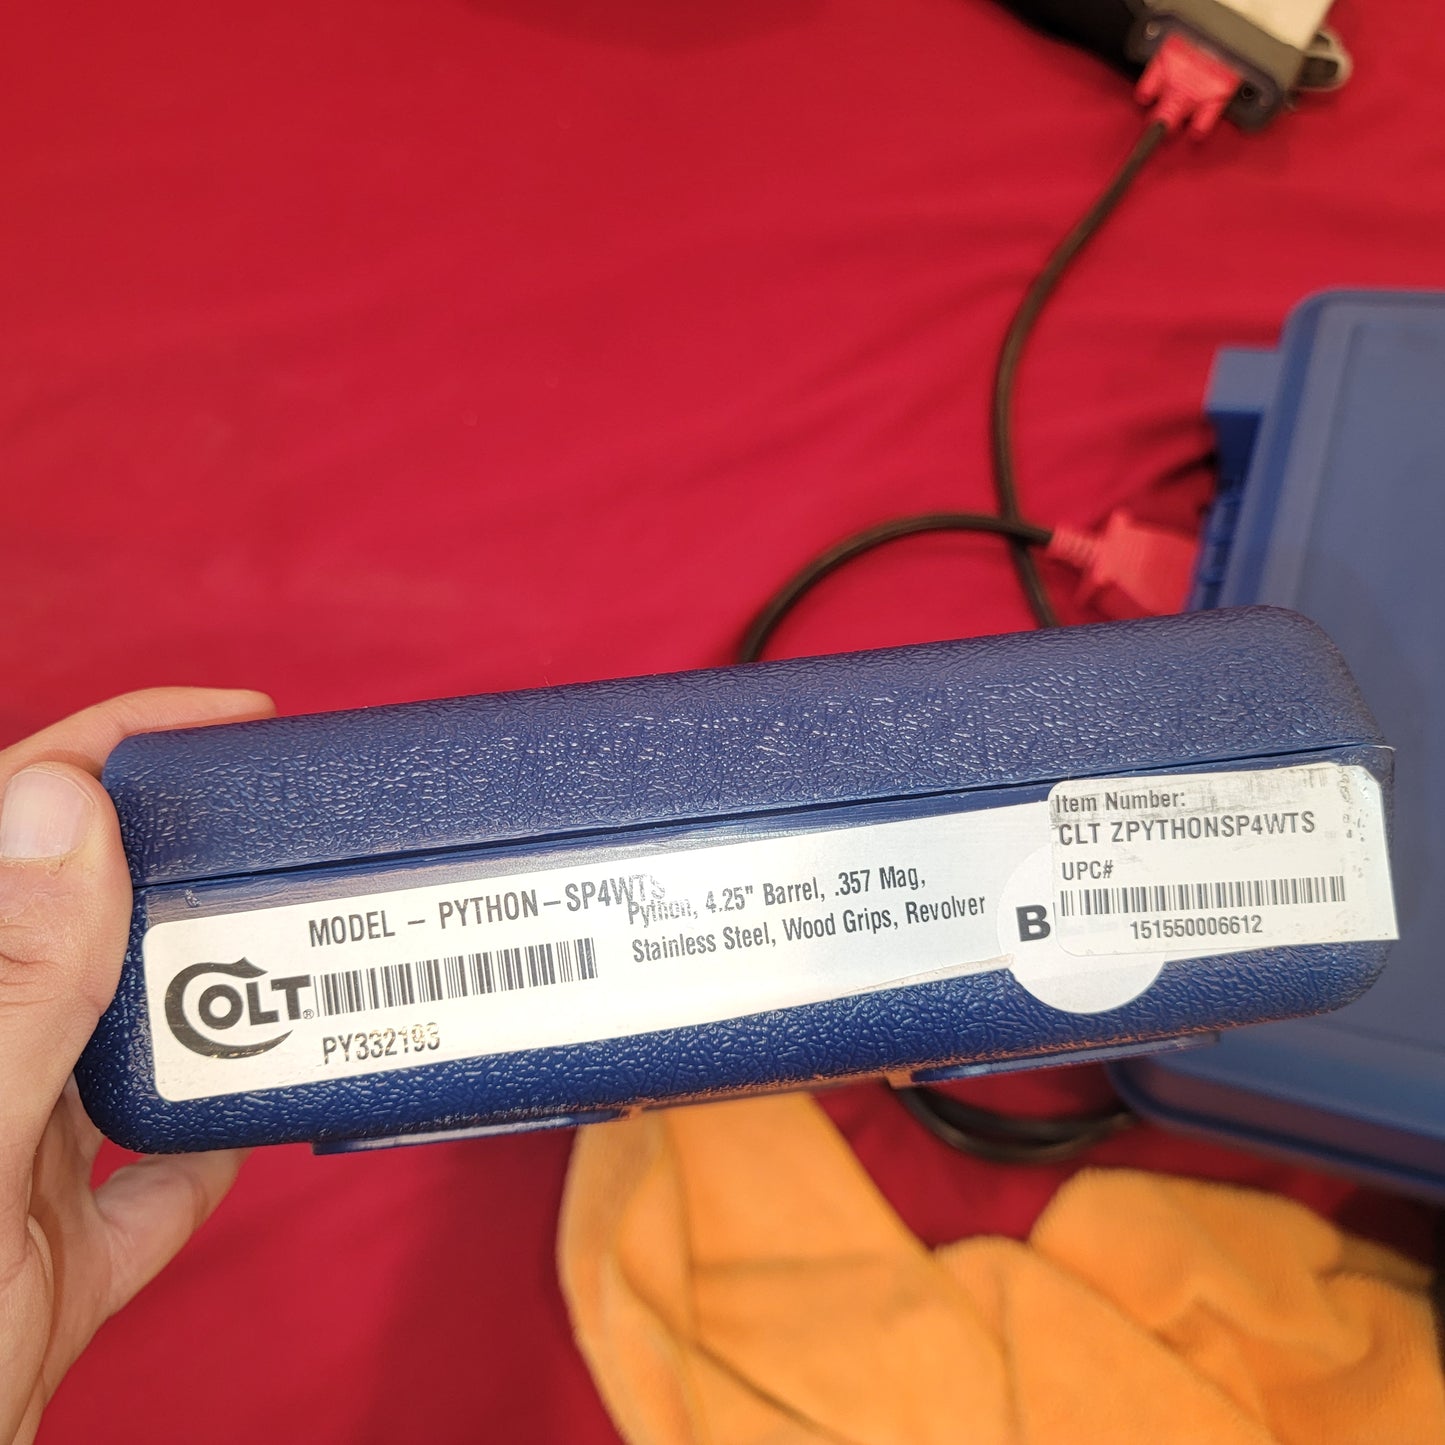 MODEL - PYTHON-SP4WTS
COLT®
PY332193
Python, 4.25" Barrel, .357 Mag,
Stainless Steel, Wood Grips, Revolver
B
Item Number:
CLT ZPYTHONSP4WTS
UPC#
151550006612